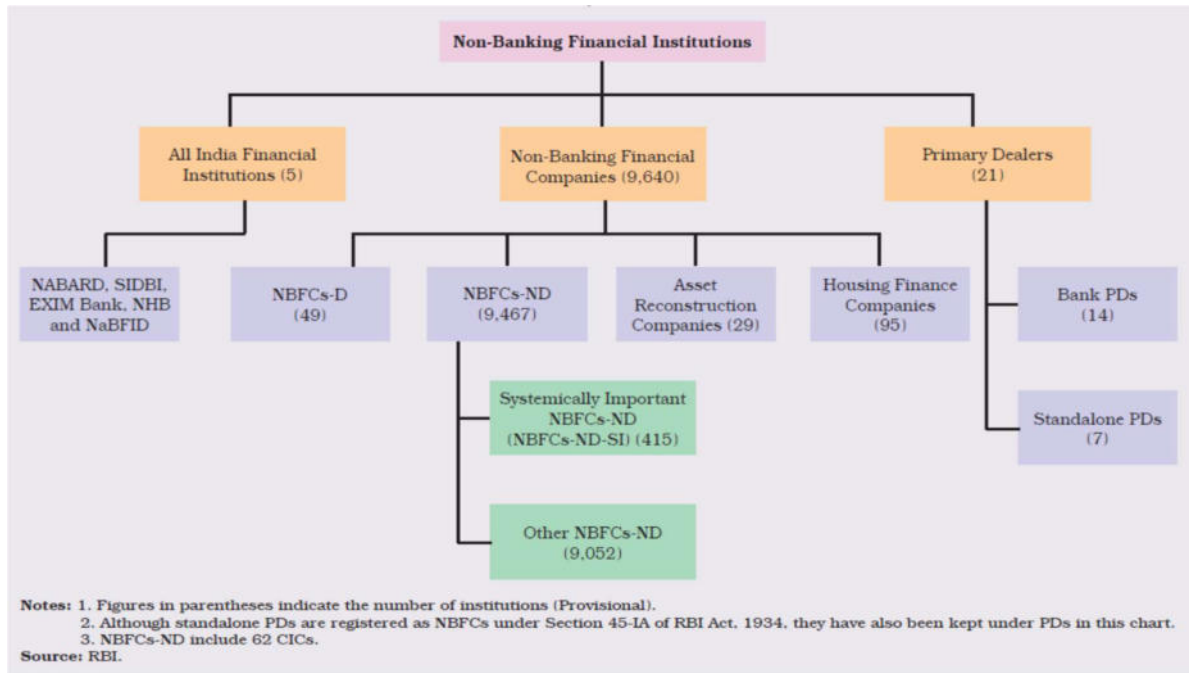 Non-Banking Financial Institutions
All India Financial
Institutions (5)
Non-Banking Financial
Companies (9,640)
Primary Dealers
(21)
NABARD, SIDBI,
EXIM Bank, NHB
and NaBFID
NBFCs-D
(49)
NBFCs-ND
(9,467)
Asset
Reconstruction
Companies (29)
Housing Finance
Companies
(95)
Bank PDs
(14)
Systemically Important
NBFCs-ND
(NBFCs-ND-SI) (415)
Standalone PDs
(7)
Other NBFCs-ND
(9,052)
Notes: 1. Figures in parentheses indicate the number of institutions (Provisional).
2. Although standalone PDs are registered as NBFCs under Section 45-IA of RBI Act, 1934, they have also been kept under PDs in this chart.
3. NBFCs-ND include 62 CICs.
Source: RBI.